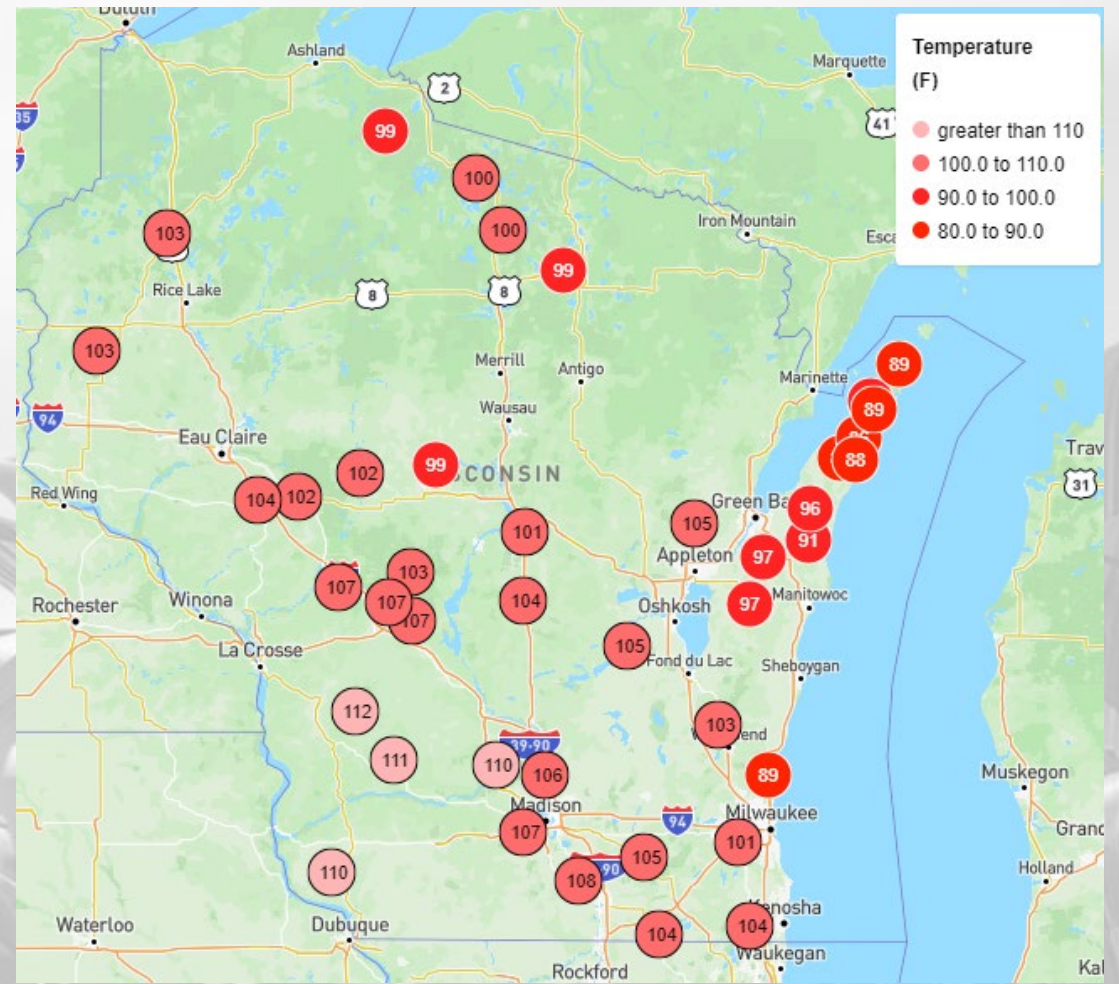 Duluth
Ashland
Marquette
2
35
41
Temperature
(F)
greater than 110
100.0 to 110.0
90.0 to 100.0
80.0 to 90.0
99
100
100
103
99
Iron Mountain
Esca
Rice Lake
8
8
103
Merrill
Antigo
Marinette
89
89
88
Wausau
94
Eau Claire
99
CONSIN
102
102
104
Red Wing
Trav
31
Green Ba
96
91
105
101
Appleton
97
103
107
107
107
104
Oshkosh
97
Manitowoc
Rochester
Winona
La Crosse
105
Fond du Lac
Sheboygan
112
103
end
111
110
39-90
106
89
Muskegon
Madison
107
94
Milwaukee
101
Grand
105
90
108
110
Holland
Waterloo
Dubuque
104
104
enosha
Waukegan
Rockford
Kal